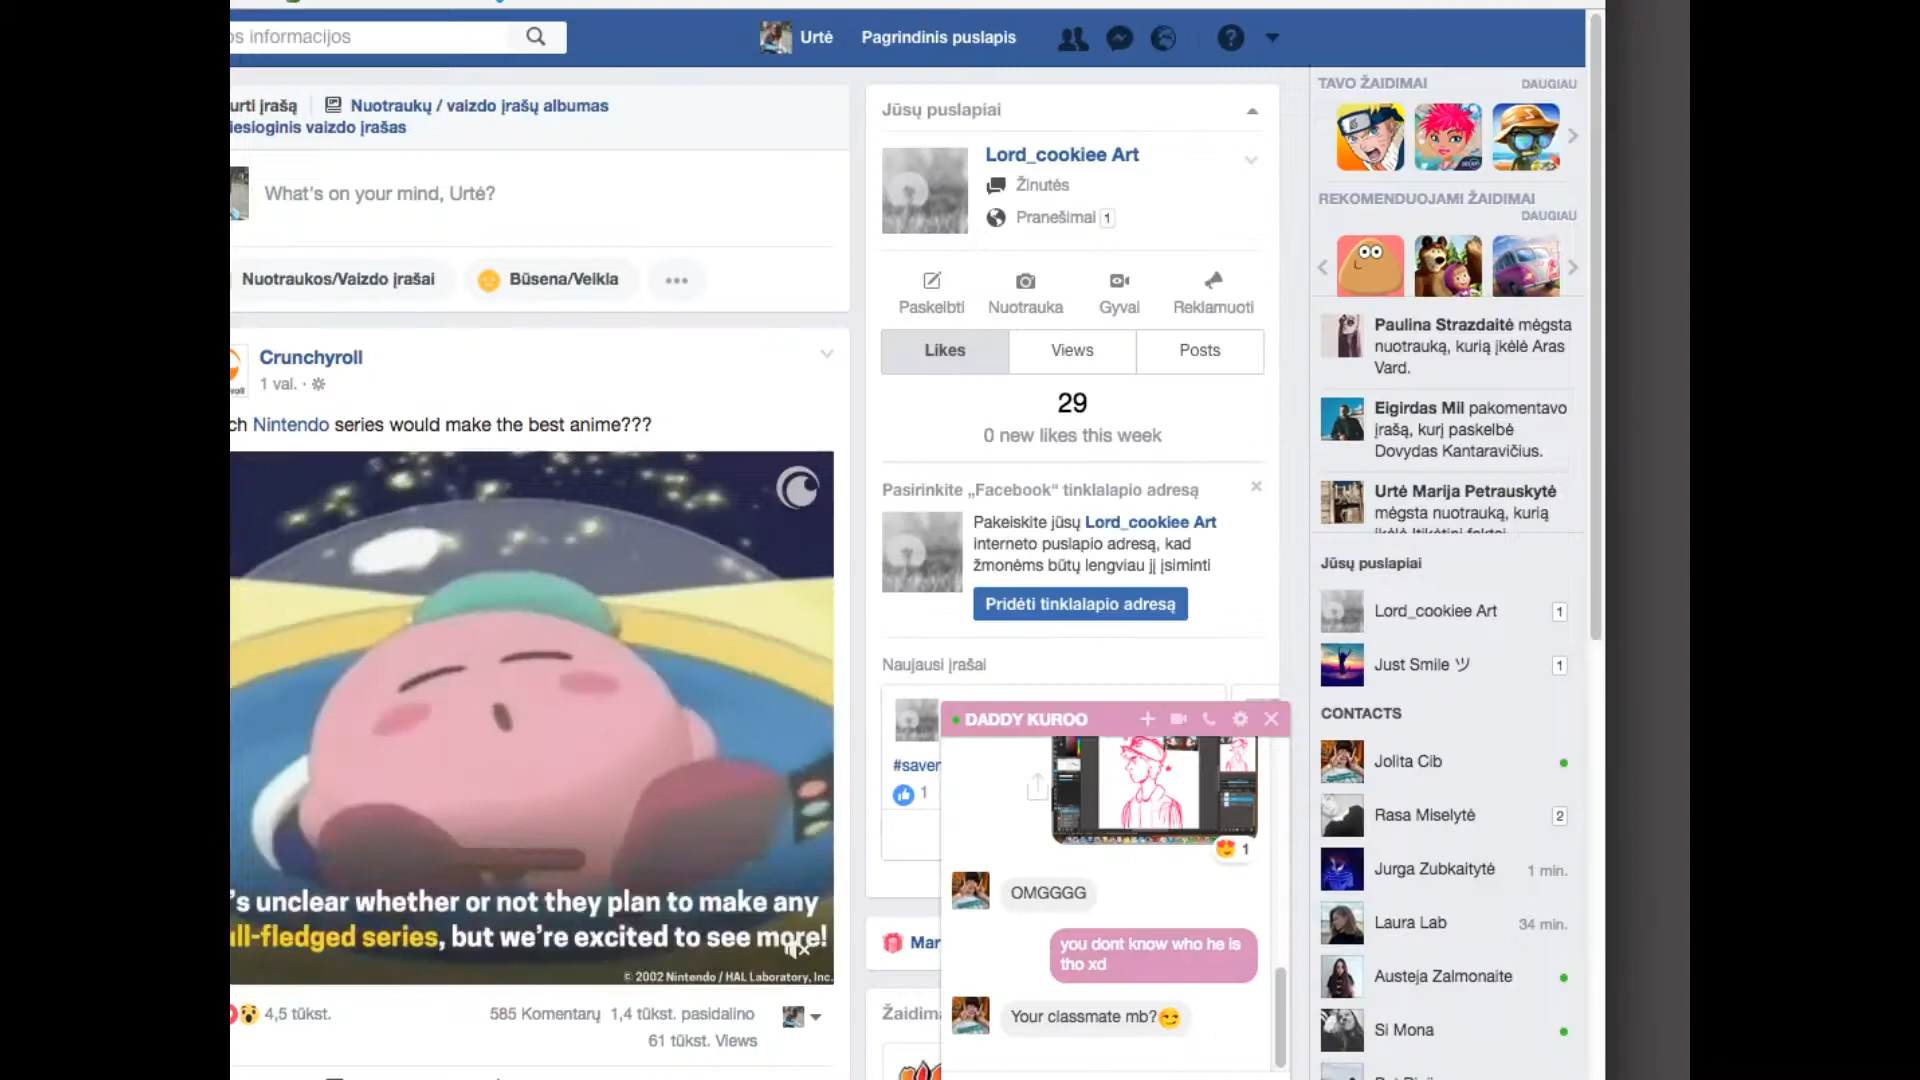 os informacijos
Urtė
Pagrindinis puslapis
urti įrašą
Nuotraukų / vaizdo įrašų albumas
iesioginis vaizdo įrašas
What's on your mind, Urtė?
Nuotraukos/Vaizdo įrašai
Būsena/Veikla
Crunchyroll
1 val.
ch Nintendo series would make the best anime???
's unclear whether or not they plan to make any
ull-fledged series, but we're excited to see more!
© 2002 Nintendo / HAL Laboratory, Inc.
4,5 tūkst.
585 Komentarų 1,4 tūkst. pasidalino
61 tūkst. Views
Jūsų puslapiai
Lord_cookiee Art
Žinutės
Pranešimai 1
Paskelbti
Nuotrauka
Gyvai
Reklamuoti
Likes
Views
Posts
29
0 new likes this week
Pasirinkite „Facebook“ tinklalapio adresą
Pakeiskite jūsų Lord_cookiee Art
interneto puslapio adresą, kad
žmonėms būtų lengviau jį įsiminti
Pridėti tinklalapio adresą
Naujausi įrašai
#saver
1
Mar
Žaidima
DADDY KUROO
1
OMGGGG
you dont know who he is
tho xd
Your classmate mb?
TAVO ŽAIDIMAI
DAUGIAU
REKOMENDUOJAMI ŽAIDIMAI
DAUGIAU
Paulina Strazdaitė mėgsta
nuotrauką, kurią įkėlė Aras
Vard.
Eigirdas Mil pakomentavo
įrašą, kurį paskelbė
Dovydas Kantaravičius.
Urtė Marija Petrauskytė
mėgsta nuotrauką, kurią
įkėlė Įtikėtini faktai
Jūsų puslapiai
Lord_cookiee Art 1
Just Smile ツ 1
CONTACTS
Jolita Cib
Rasa Miselytė 2
Jurga Zubkaitytė 1 min.
Laura Lab 34 min.
Austeja Zalmonaite
Si Mona